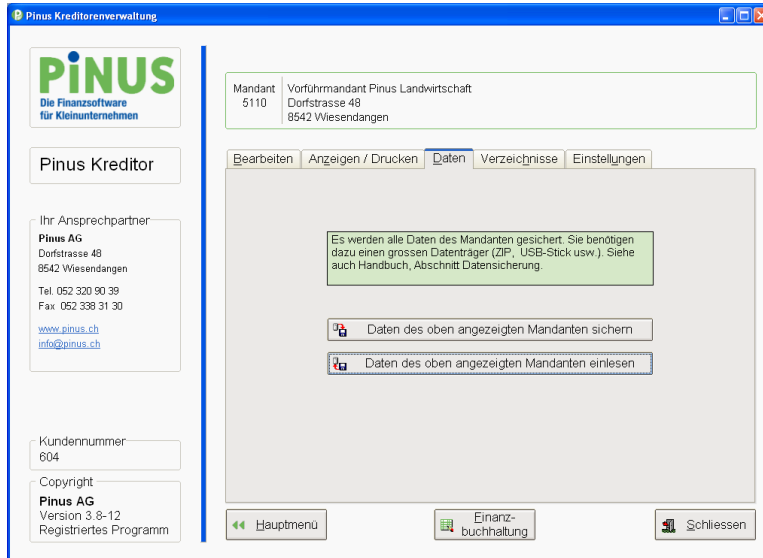 Pinus Kreditorenverwaltung
PiNUS
Die Finanzsoftware
für Kleinunternehmen
Pinus Kreditor
Ihr Ansprechpartner
Pinus AG
Dorfstrasse 48
8542 Wiesendangen
Tel. 052 320 90 39
Fax 052 338 31 30
www.pinus.ch
info@pinus.ch
Kundennummer
604
Copyright
Pinus AG
Version 3.8-12
Registriertes Programm
Mandant
5110
Vorführmandant Pinus Landwirtschaft
Dorfstrasse 48
8542 Wiesendangen
Bearbeiten Anzeigen / Drucken Daten Verzeichnisse Einstellungen
Es werden alle Daten des Mandanten gesichert. Sie benötigen
dazu einen grossen Datenträger (ZIP, USB-Stick usw.). Siehe
auch Handbuch, Abschnitt Datensicherung.
Daten des oben angezeigten Mandanten sichern
Daten des oben angezeigten Mandanten einlesen
Hauptmenü
Finanz-
buchhaltung
Schliessen